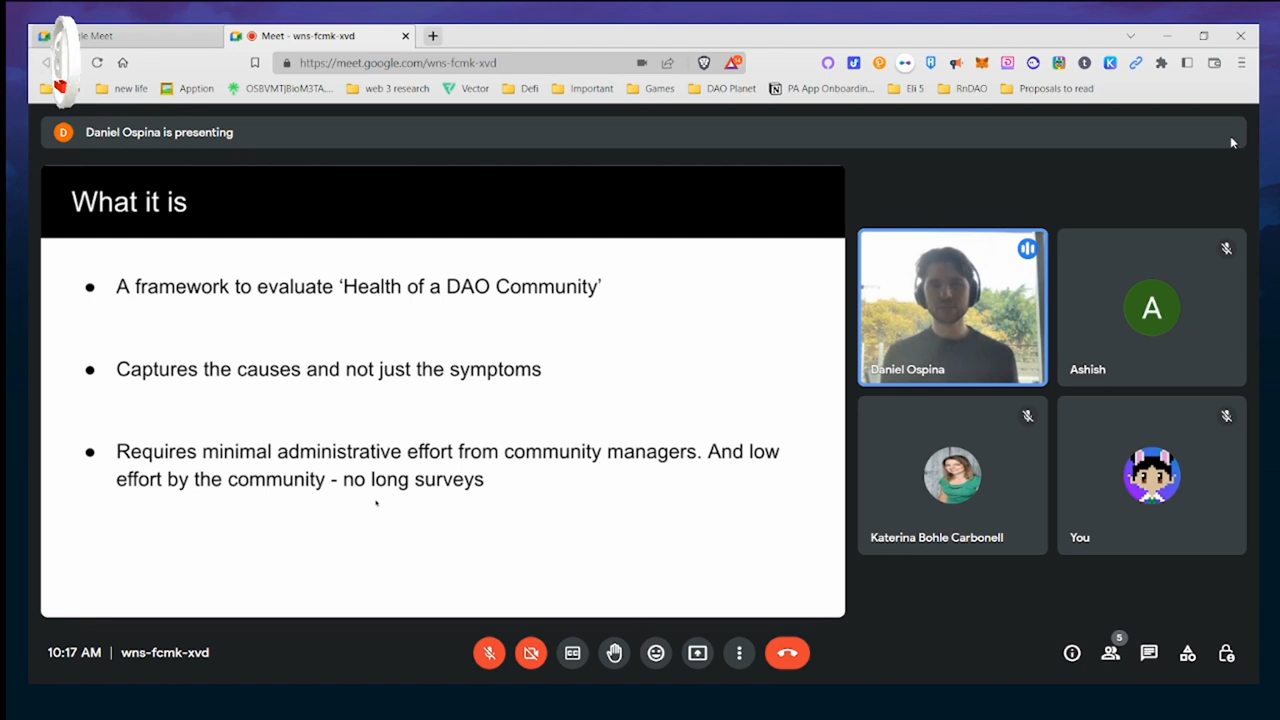 le Meet
Meet - wns-fcmk-xvd
https://meet.google.com/wns-fcmk-xvd
new life
Apption
OSBVMT|BioM3TA...
web 3 research
Vector
Defi
Important
Games
DAO Planet
PA App Onboardin...
Eli 5
RnDAO
Proposals to read
D
Daniel Ospina is presenting
What it is
• A framework to evaluate ‘Health of a DAO Community’
• Captures the causes and not just the symptoms
• Requires minimal administrative effort from community managers. And low
effort by the community - no long surveys
Daniel Ospina
A
Ashish
Katerina Bohle Carbonell
You
10:17 AM | wns-fcmk-xvd
5